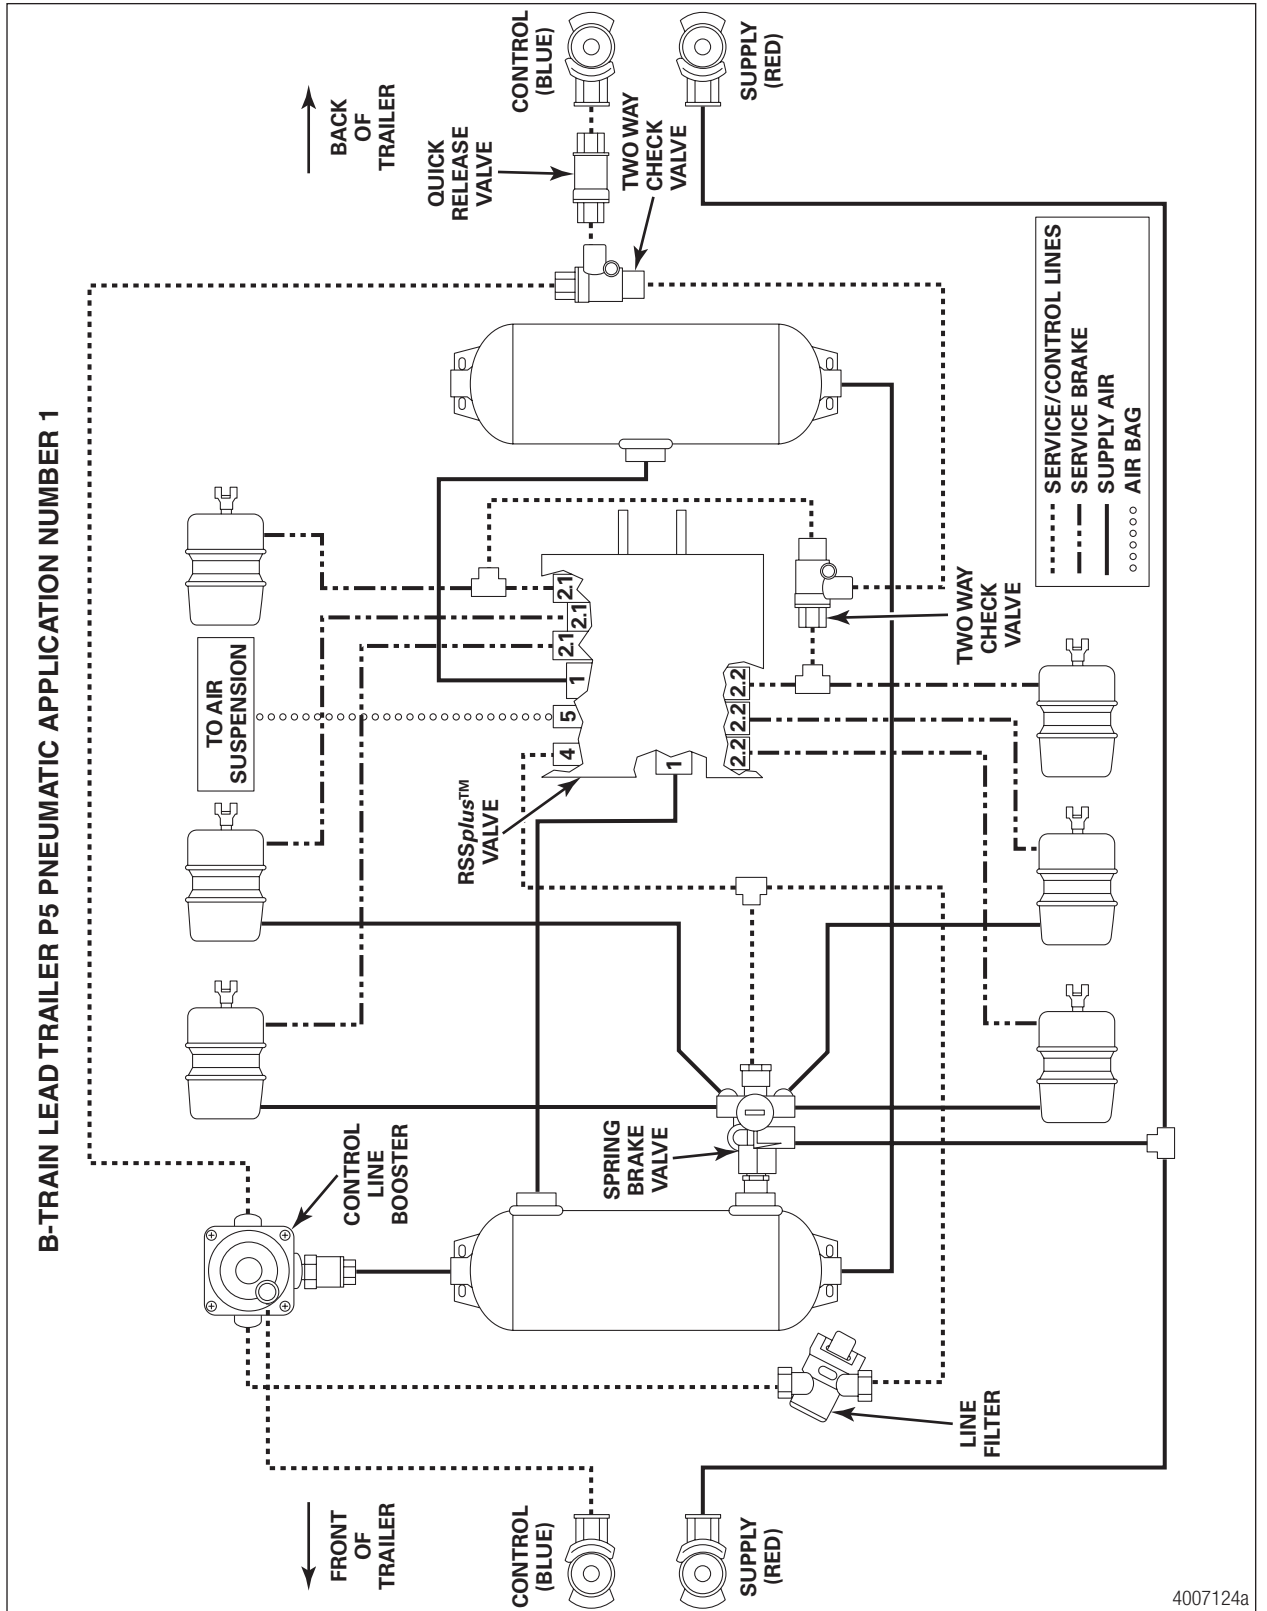 B-TRAIN LEAD TRAILER P5 PNEUMATIC APPLICATION NUMBER 1
FRONT
OF
TRAILER
BACK
OF
TRAILER
CONTROL
(BLUE)
SUPPLY
(RED)
CONTROL
LINE
BOOSTER
LINE
FILTER
SPRING
BRAKE
VALVE
TO AIR
SUSPENSION
RSSplus™
VALVE
4
5
1
2.1
2.1
2.1
1
2.2
2.2
2.2
TWO WAY
CHECK
VALVE
QUICK
RELEASE
VALVE
TWO WAY
CHECK
VALVE
CONTROL
(BLUE)
SUPPLY
(RED)
SERVICE/CONTROL LINES
SERVICE BRAKE
SUPPLY AIR
AIR BAG
4007124a